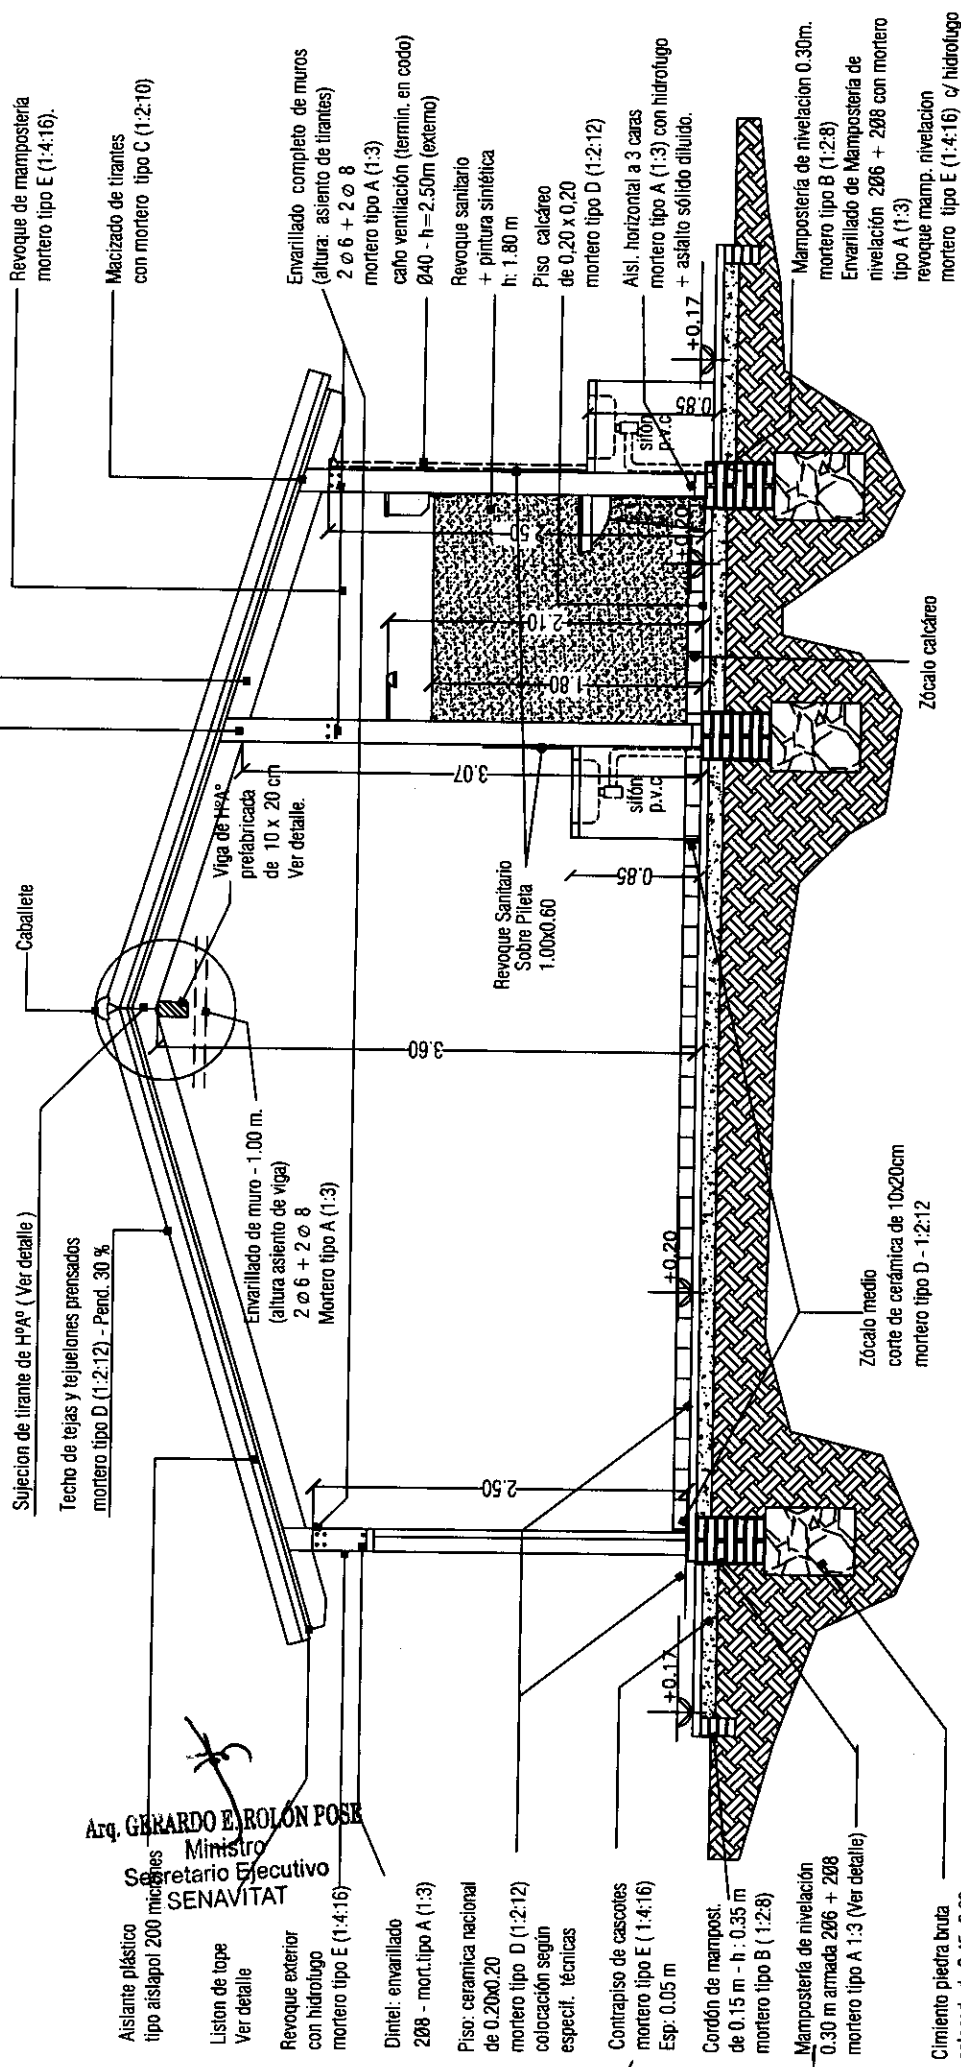 Revoque de mampostería
mortero tipo E (1:4:16).
Macizado de tirantes
con mortero tipo C (1:2:10)
Envarillado completo de muros
(altura: asiento de tirantes)
2 ø 6 + 2 ø 8
mortero tipo A (1:3)
caño ventilación (termin. en codo)
Ø40 - h=2.50m (externo)
Revoque sanitario
+ pintura sintética
h: 1.80 m
Piso calcáreo
de 0,20 x 0,20
mortero tipo D (1:2:12)
Aisl. horizontal a 3 caras
mortero tipo A (1:3) con hidrofugo
+ asfalto sólido diluido.
Mampostería de nivelacion 0.30m.
mortero tipo B (1:2:8)
Envarillado de Mampostería de
nivelación 2Ø6 + 2Ø8 con mortero
tipo A (1:3)
revoque mamp. nivelacion
mortero tipo E (1:4:16) c/ hidrofugo
Caballete
Viga de HºAº
prefabricada
de 10 x 20 cm
Ver detalle.
Revoque Sanitario
Sobre Pileta
1.00x0.60
sifón
p.v.c
0.85
+0.17
sifón
p.v.c
0.85
2.50
+0.20
2.10
1.80
3.07
3.60
+0.20
2.50
+0.17
Zócalo calcáreo
Zócalo medio
corte de cerámica de 10x20cm
mortero tipo D - 1:2:12
Sujecion de tirante de HºAº ( Ver detalle )
Techo de tejas y tejuelones prensados
mortero tipo D (1:2:12) - Pend. 30 %
Envarillado de muro - 1.00 m.
(altura asiento de viga)
2 ø 6 + 2 ø 8
Mortero tipo A (1:3)
Arq. GERARDO E. ROLÓN POSE
Ministro
Secretario Ejecutivo
SENAVITAT
Aislante plástico
tipo aislapol 200 micrones
Liston de tope
Ver detalle
Revoque exterior
con hidrofugo
mortero tipo E (1:4:16)
Dintel: envarillado
2Ø8 - mort.tipo A (1:3)
Piso: ceramica nacional
de 0.20x0.20
mortero tipo D (1:2:12)
colocación según
especif. técnicas
Contrapiso de cascotes
mortero tipo E ( 1:4:16)
Esp: 0.05 m
Cordón de mampost.
de 0.15 m - h: 0.35 m
mortero tipo B ( 1:2:8)
Mampostería de nivelación
0.30 m armada 2Ø6 + 2Ø8
mortero tipo A 1:3 (Ver detalle)
Cimiento piedra bruta